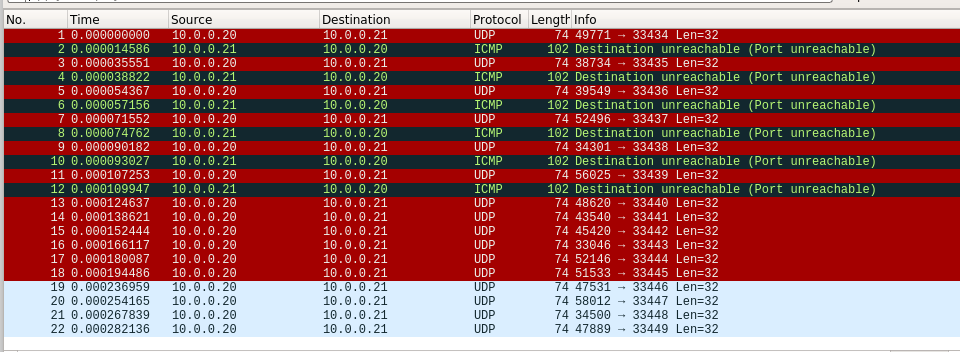 No. Time Source Destination Protocol Length Info
1 0.000000000 10.0.0.20 10.0.0.21 UDP 74 49771 → 33434 Len=32
2 0.000014586 10.0.0.21 10.0.0.20 ICMP 102 Destination unreachable (Port unreachable)
3 0.000035551 10.0.0.20 10.0.0.21 UDP 74 38734 → 33435 Len=32
4 0.000038822 10.0.0.21 10.0.0.20 ICMP 102 Destination unreachable (Port unreachable)
5 0.000054367 10.0.0.20 10.0.0.21 UDP 74 39549 → 33436 Len=32
6 0.000057156 10.0.0.21 10.0.0.20 ICMP 102 Destination unreachable (Port unreachable)
7 0.000071552 10.0.0.20 10.0.0.21 UDP 74 52496 → 33437 Len=32
8 0.000074762 10.0.0.21 10.0.0.20 ICMP 102 Destination unreachable (Port unreachable)
9 0.000090182 10.0.0.20 10.0.0.21 UDP 74 34301 → 33438 Len=32
10 0.000093027 10.0.0.21 10.0.0.20 ICMP 102 Destination unreachable (Port unreachable)
11 0.000107253 10.0.0.20 10.0.0.21 UDP 74 56025 → 33439 Len=32
12 0.000109947 10.0.0.21 10.0.0.20 ICMP 102 Destination unreachable (Port unreachable)
13 0.000124637 10.0.0.20 10.0.0.21 UDP 74 48620 → 33440 Len=32
14 0.000138621 10.0.0.20 10.0.0.21 UDP 74 43540 → 33441 Len=32
15 0.000152444 10.0.0.20 10.0.0.21 UDP 74 45420 → 33442 Len=32
16 0.000166117 10.0.0.20 10.0.0.21 UDP 74 33046 → 33443 Len=32
17 0.000180087 10.0.0.20 10.0.0.21 UDP 74 52146 → 33444 Len=32
18 0.000194486 10.0.0.20 10.0.0.21 UDP 74 51533 → 33445 Len=32
19 0.000236959 10.0.0.20 10.0.0.21 UDP 74 47531 → 33446 Len=32
20 0.000254165 10.0.0.20 10.0.0.21 UDP 74 58012 → 33447 Len=32
21 0.000267839 10.0.0.20 10.0.0.21 UDP 74 34500 → 33448 Len=32
22 0.000282136 10.0.0.20 10.0.0.21 UDP 74 47889 → 33449 Len=32